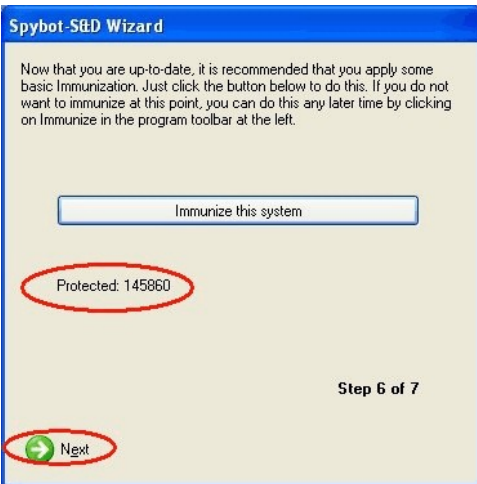 Spybot-S&D Wizard
Now that you are up-to-date, it is recommended that you apply some
basic Immunization. Just click the button below to do this. If you do not
want to immunize at this point, you can do this any later time by clicking
on Immunize in the program toolbar at the left.
Immunize this system
Protected: 145860
Step 6 of 7
Next